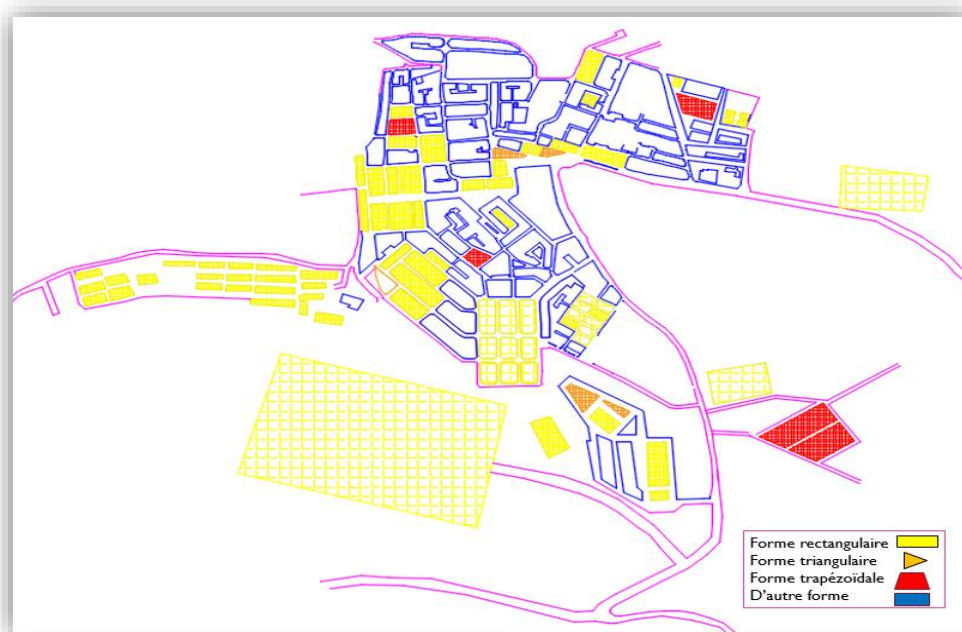 Forme rectangulaire
Forme triangulaire
Forme trapézoïdale
D'autre forme